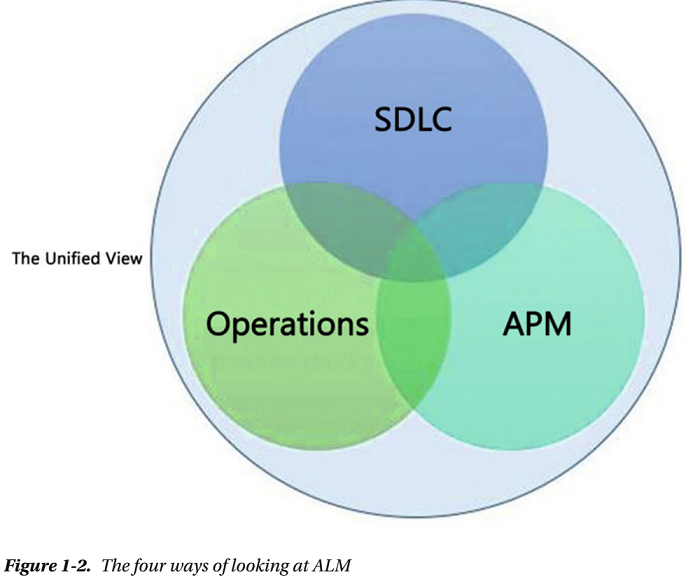 SDLC
The Unified View
Operations
APM
Figure 1-2. The four ways of looking at ALM